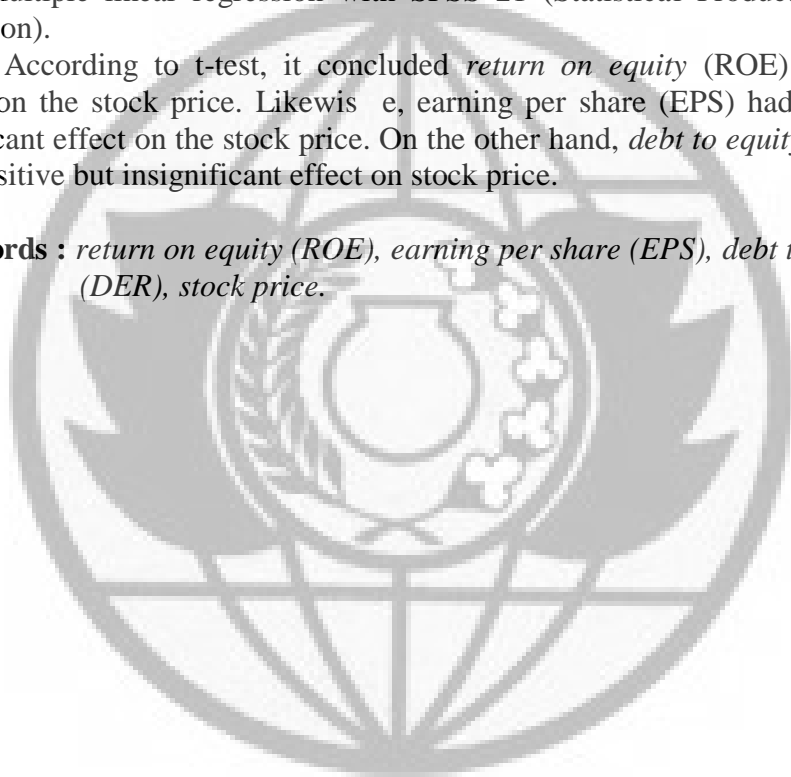 multiple linear regression with SPSS 21 (Statistical Product
on).
According to t-test, it concluded return on equity (ROE)
on the stock price. Likewis e, earning per share (EPS) had
cant effect on the stock price. On the other hand, debt to equity
sitive but insignificant effect on stock price.
ords : return on equity (ROE), earning per share (EPS), debt t
(DER), stock price.